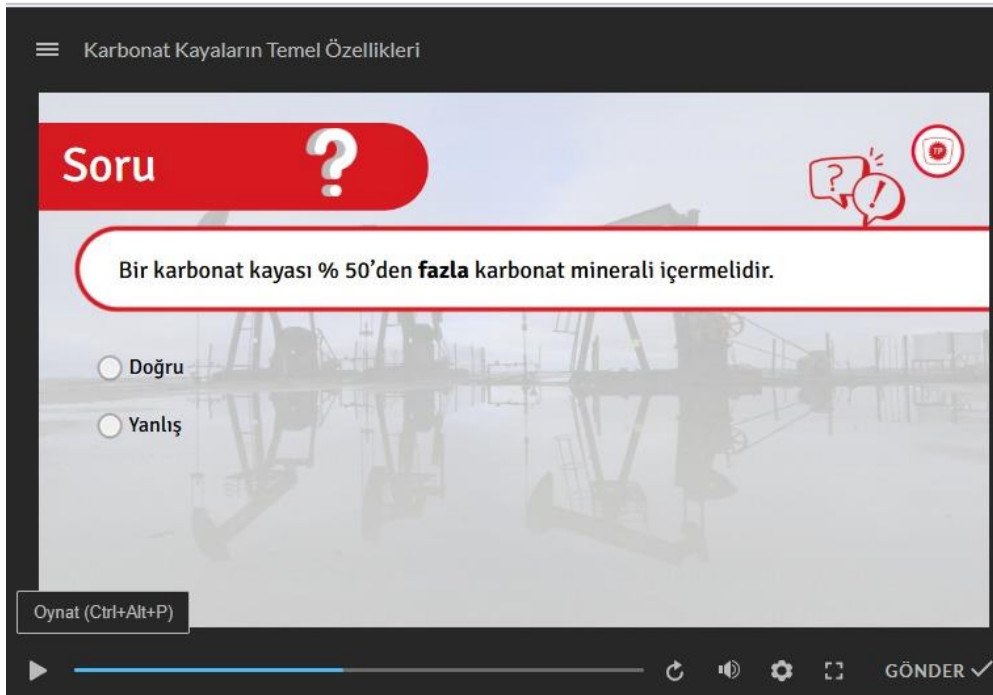 Karbonat Kayaların Temel Özellikleri
Soru ?
? !
TP
Bir karbonat kayası % 50’den fazla karbonat minerali içermelidir.
Doğru
Yanlış
Oynat (Ctrl+Alt+P)
GÖNDER